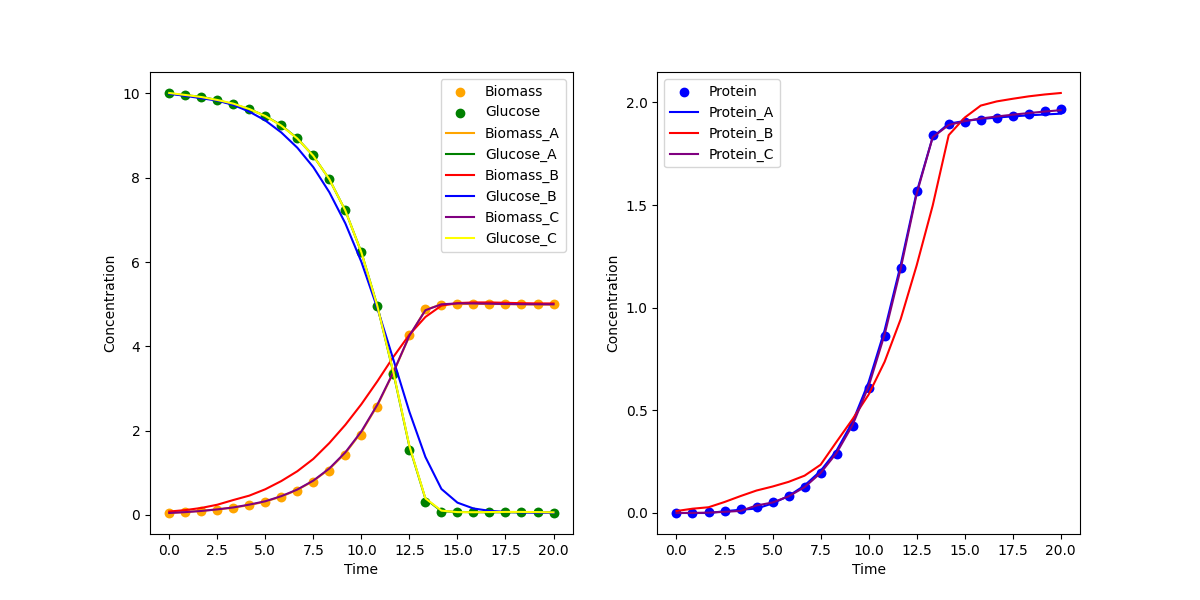 Concentration
10
8
6
4
2
0
0.0 2.5 5.0 7.5 10.0 12.5 15.0 17.5 20.0
Time
Biomass
Glucose
Biomass_A
Glucose_A
Biomass_B
Glucose_B
Biomass_C
Glucose_C
Concentration
2.0
1.5
1.0
0.5
0.0
0.0 2.5 5.0 7.5 10.0 12.5 15.0 17.5 20.0
Time
Protein
Protein_A
Protein_B
Protein_C